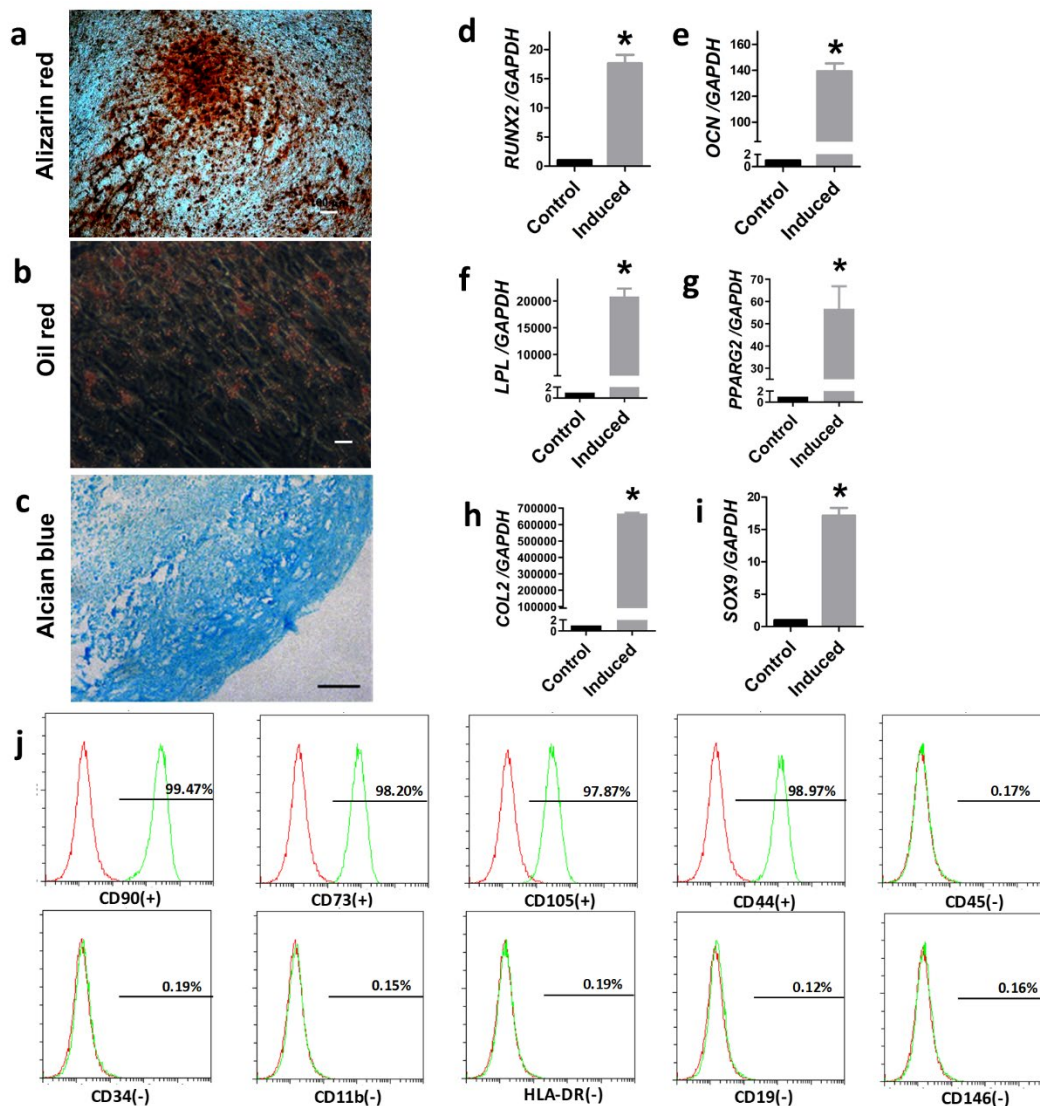 a
Alizarin red
b
Oil red
c
Alcian blue
d
RUNX2 /GAPDH
20
15
10
5
0
*
Control
Induced
e
OCN /GAPDH
160
140
120
100
2
0
*
Control
Induced
f
LPL /GAPDH
20000
10000
2
0
*
Control
Induced
g
PPARG2 /GAPDH
70
60
50
40
30
2
0
*
Control
Induced
h
COL2 /GAPDH
700000
600000
500000
400000
300000
200000
100000
2
0
*
Control
Induced
i
SOX9 /GAPDH
20
15
10
5
0
*
Control
Induced
j
99.47%
CD90(+)
98.20%
CD73(+)
97.87%
CD105(+)
98.97%
CD44(+)
0.17%
CD45(-)
0.19%
CD34(-)
0.15%
CD11b(-)
0.19%
HLA-DR(-)
0.12%
CD19(-)
0.16%
CD146(-)